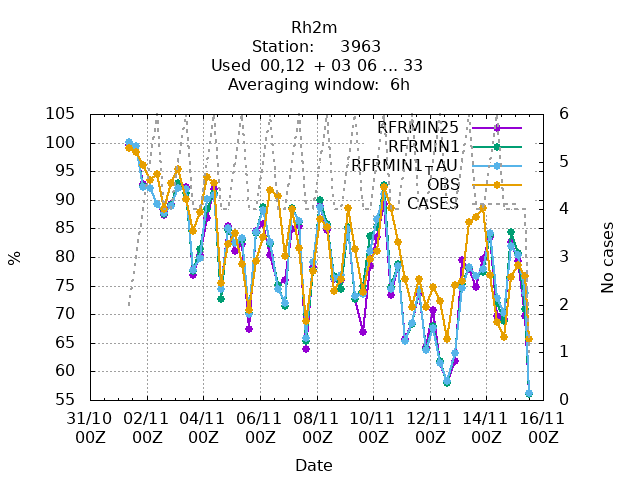 Rh2m
Station: 3963
Used 00,12 + 03 06 ... 33
Averaging window: 6h
105
100
95
90
85
80
75
70
65
60
55
%
6
5
4
3
2
1
0
No cases
RFRMIN25
RFRMIN1
RFRMIN1+AU
OBS
CASES
31/10 02/11 04/11 06/11 08/11 10/11 12/11 14/11 16/11
00Z 00Z 00Z 00Z 00Z 00Z 00Z 00Z 00Z
Date